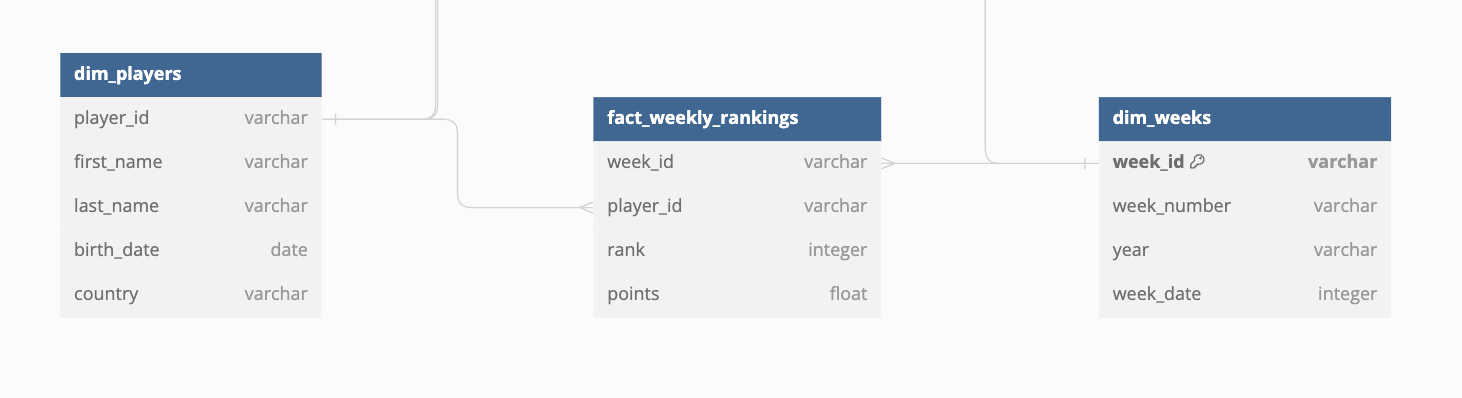 dim_players
player_id varchar
first_name varchar
last_name varchar
birth_date date
country varchar
fact_weekly_rankings
week_id varchar
player_id varchar
rank integer
points float
dim_weeks
week_id varchar
week_number varchar
year varchar
week_date integer